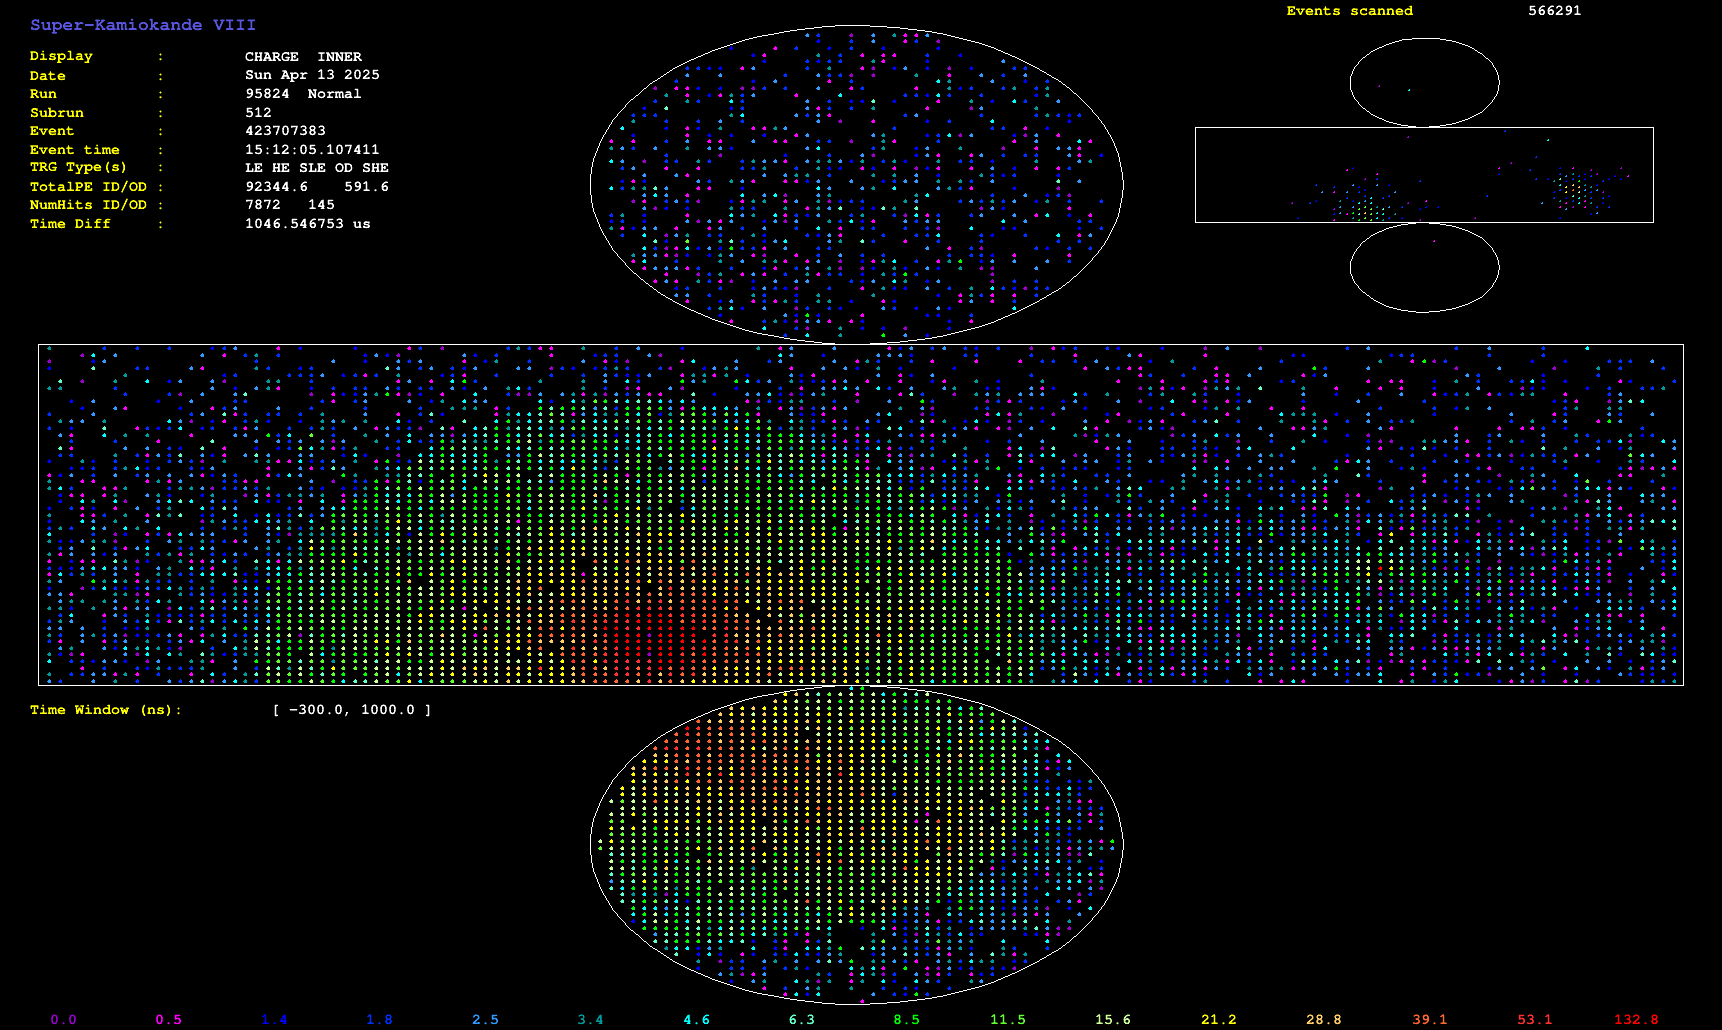 Super-Kamiokande VIII
Events scanned 566291
Display : CHARGE INNER
Date : Sun Apr 13 2025
Run : 95824 Normal
Subrun : 512
Event : 423707383
Event time : 15:12:05.107411
TRG Type(s) : LE HE SLE OD SHE
TotalPE ID/OD : 92344.6 591.6
NumHits ID/OD : 7872 145
Time Diff : 1046.546753 us
Time Window (ns): [ -300.0, 1000.0 ]
0.0 0.5 1.4 1.8 2.5 3.4 4.6 6.3 8.5 11.5 15.6 21.2 28.8 39.1 53.1 132.8